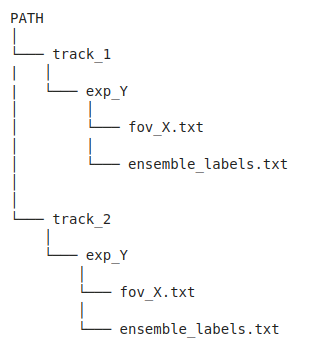 PATH
track_1
exp_Y
fov_X.txt
ensemble_labels.txt
track_2
exp_Y
fov_X.txt
ensemble_labels.txt